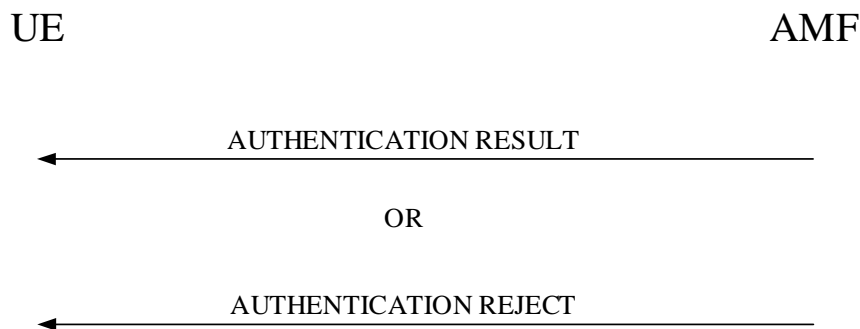 UE AMF
AUTHENTICATION RESULT
OR
AUTHENTICATION REJECT